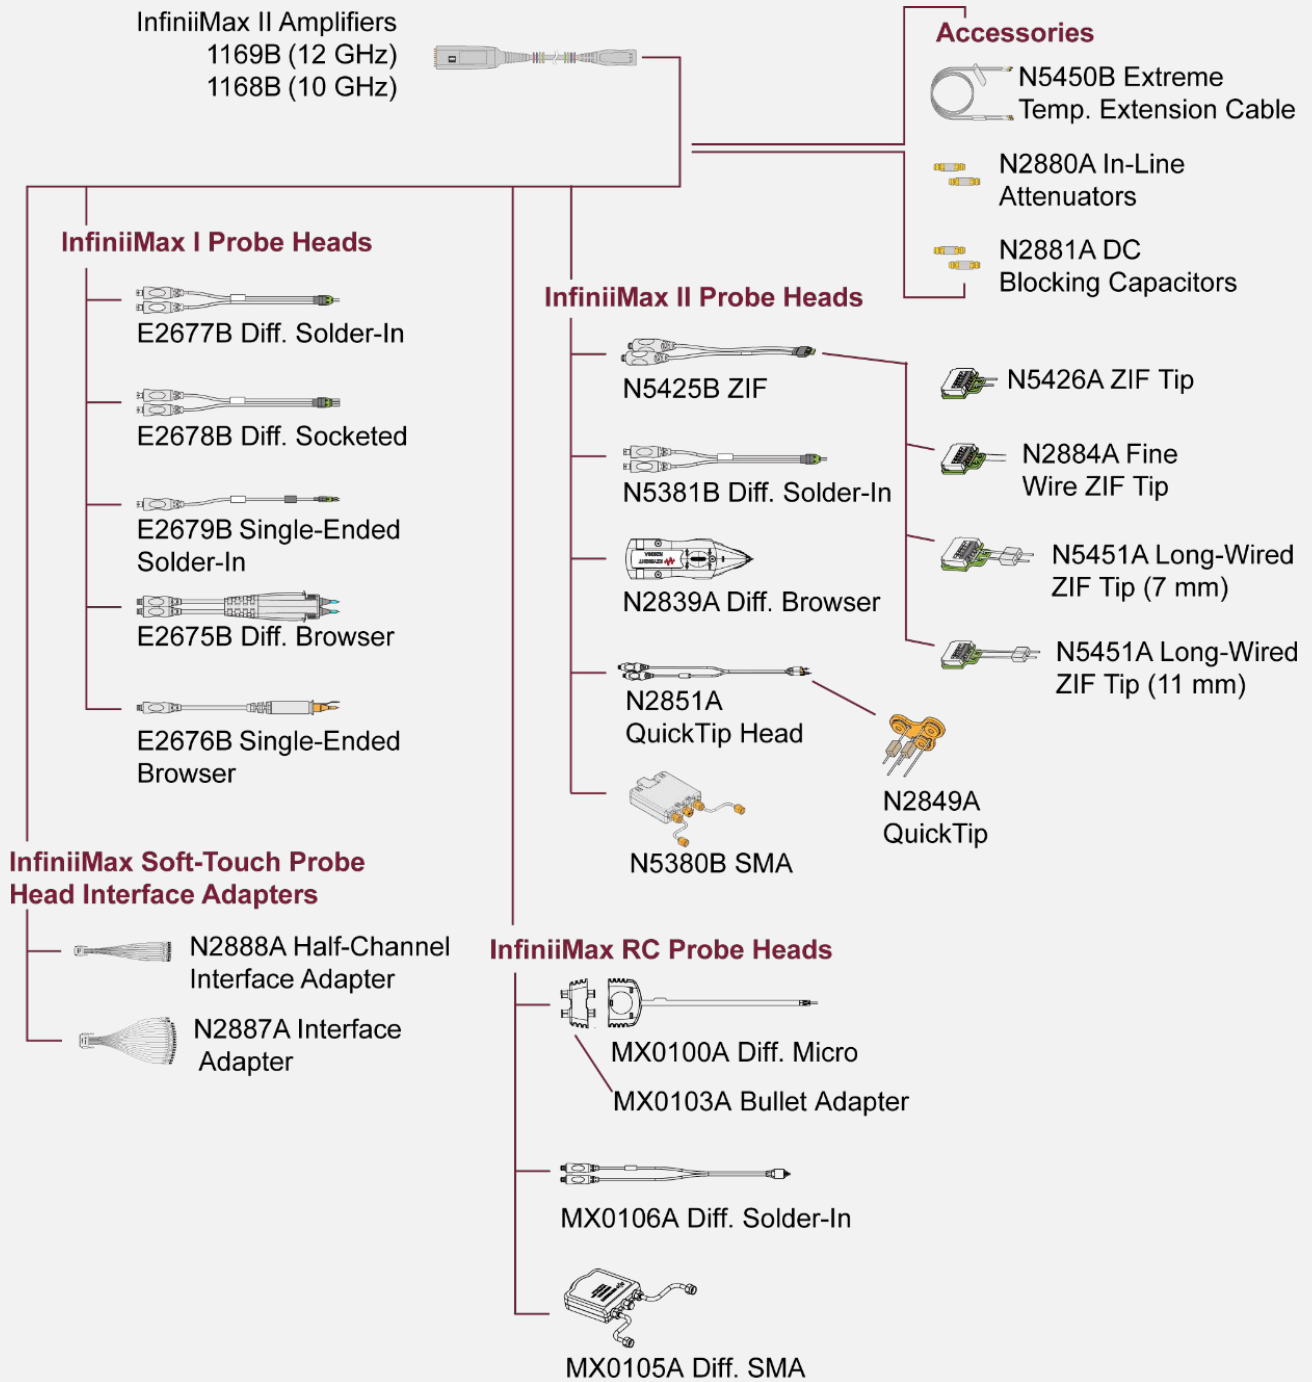 InfiniiMax II Amplifiers
1169B (12 GHz)
1168B (10 GHz)
Accessories
N5450B Extreme
Temp. Extension Cable
N2880A In-Line
Attenuators
N2881A DC
Blocking Capacitors
InfiniiMax I Probe Heads
E2677B Diff. Solder-In
E2678B Diff. Socketed
E2679B Single-Ended
Solder-In
E2675B Diff. Browser
E2676B Single-Ended
Browser
InfiniiMax II Probe Heads
N5425B ZIF
N5381B Diff. Solder-In
KEYSIGHT
N2839A
N2839A Diff. Browser
N2851A
QuickTip Head
N5380B SMA
N5426A ZIF Tip
N2884A Fine
Wire ZIF Tip
N5451A Long-Wired
ZIF Tip (7 mm)
N5451A Long-Wired
ZIF Tip (11 mm)
N2849A
QuickTip
InfiniiMax Soft-Touch Probe
Head Interface Adapters
N2888A Half-Channel
Interface Adapter
N2887A Interface
Adapter
InfiniiMax RC Probe Heads
MX0100A Diff. Micro
MX0103A Bullet Adapter
MX0106A Diff. Solder-In
MX0105A Diff. SMA